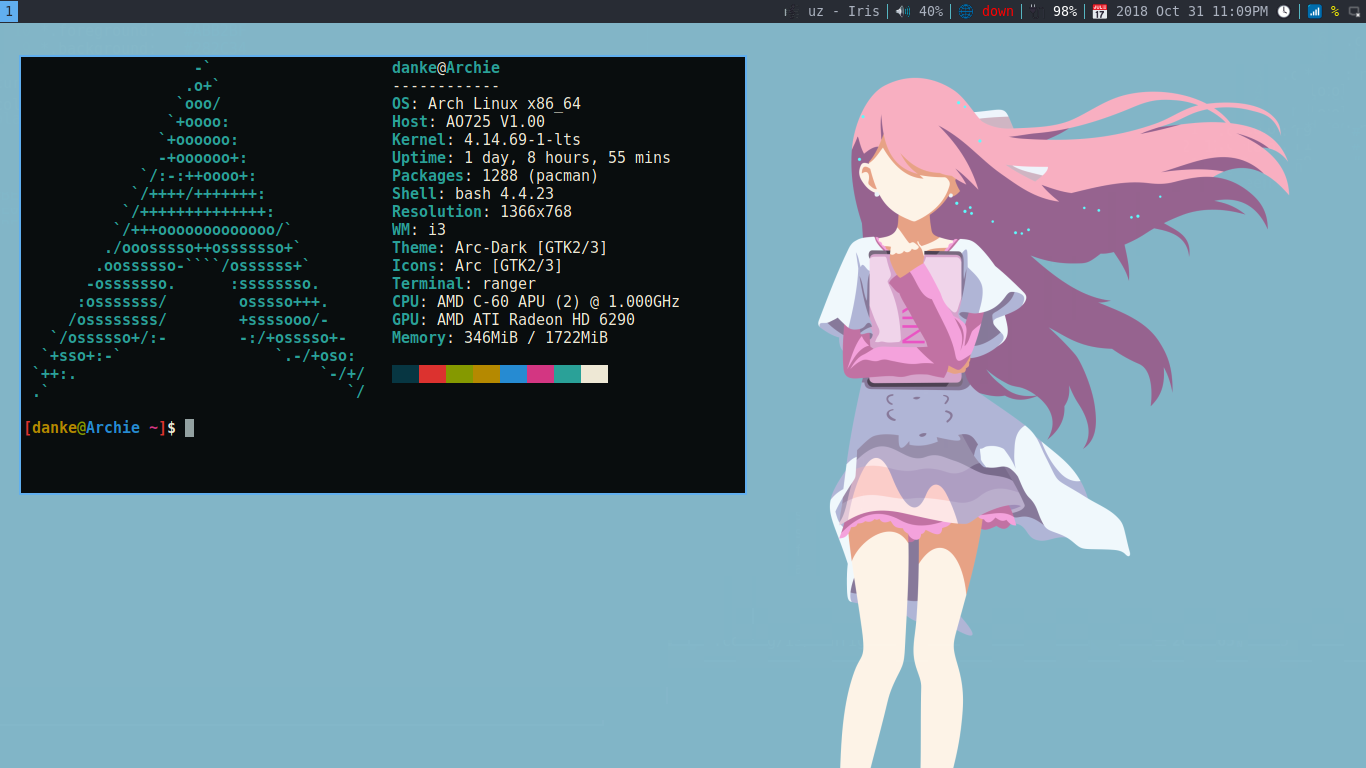 1
uz - Iris | 40% | down | 98% | 2018 Oct 31 11:09PM | %
-`
.o+`
`ooo/
`+oooo:
`+oooooo:
-+oooooo+:
`/:-:++oooo+:
`/++++/+++++++:
`/++++++++++++++:
`/+++ooooooooooooo/`
./ooosssso++osssssso+`
.oossssso-````/ossssss+`
-osssssso.      :ssssssso.
:osssssss/        osssso+++.
/ossssssss/        +ssssooo/-
`/ossssso+/:-        -:/+osssso+-
`+sso+:-`                 `.-/+oso:
`++:.                           `-/+/
.`                                 `/
danke@Archie
------------
OS: Arch Linux x86_64
Host: AO725 V1.00
Kernel: 4.14.69-1-lts
Uptime: 1 day, 8 hours, 55 mins
Packages: 1288 (pacman)
Shell: bash 4.4.23
Resolution: 1366x768
WM: i3
Theme: Arc-Dark [GTK2/3]
Icons: Arc [GTK2/3]
Terminal: ranger
CPU: AMD C-60 APU (2) @ 1.000GHz
GPU: AMD ATI Radeon HD 6290
Memory: 346MiB / 1722MiB
[danke@Archie ~]$